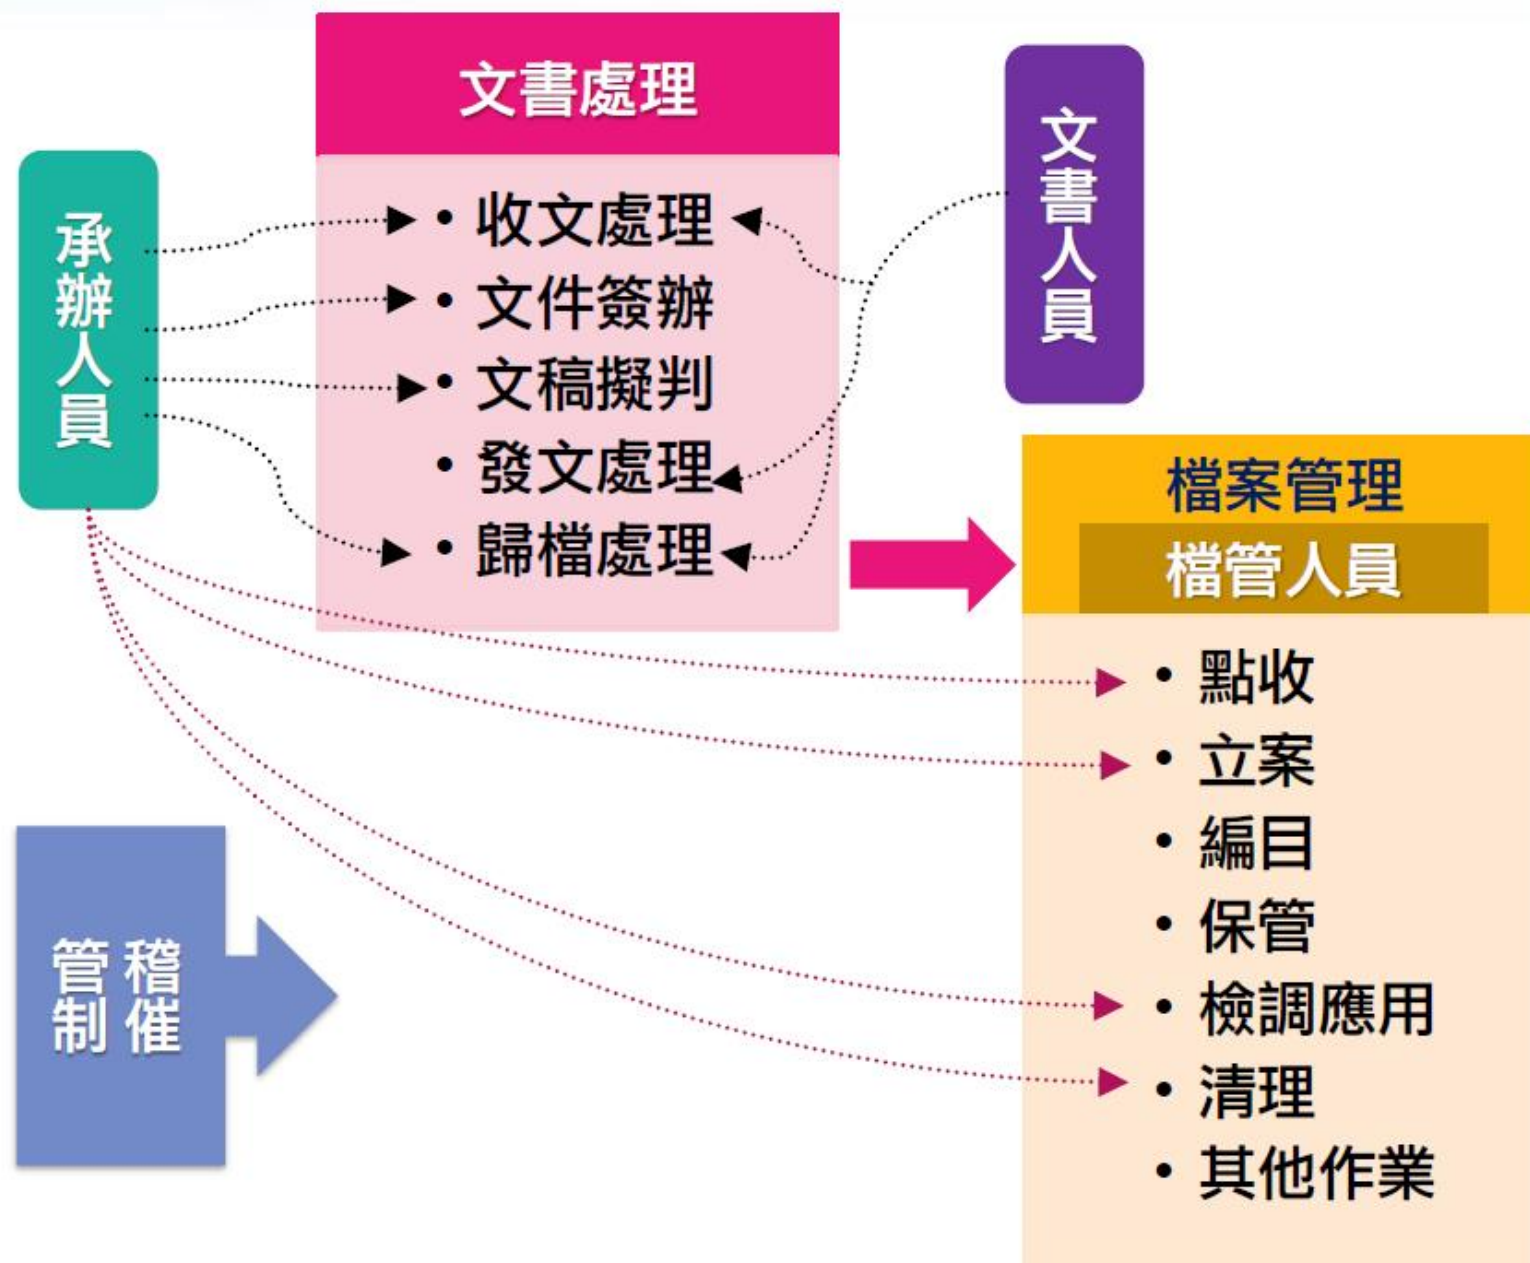 文書處理
文書人員
承辦人員
• 收文處理
• 文件簽辦
• 文稿擬判
• 發文處理
• 歸檔處理
檔案管理
檔管人員
• 點收
• 立案
• 編目
• 保管
• 檢調應用
• 清理
• 其他作業
稽催
管制